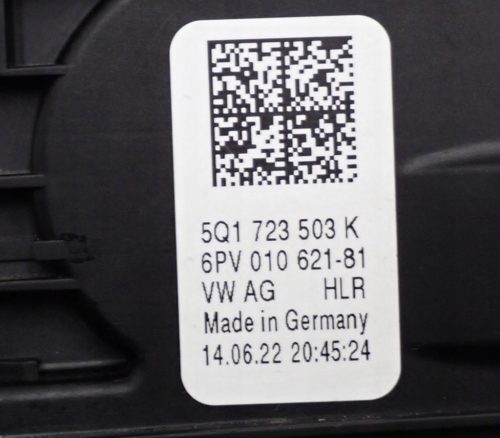 5Q1 723 503 K
6PV 010 621-81
VW AG HLR
Made in Germany
14.06.22 20:45:24